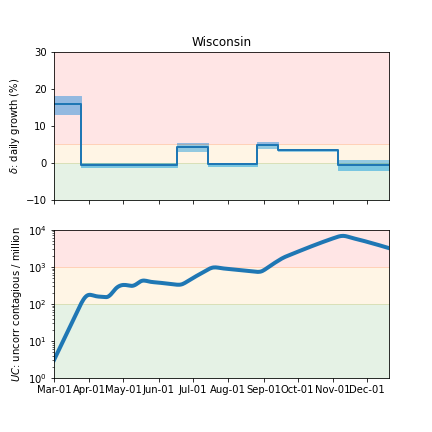 Wisconsin
30
20
10
0
−10
δ: daily growth (%)
10⁴
10³
10²
10¹
10⁰
UC: uncorr contagious / million
Mar-01 Apr-01 May-01 Jun-01 Jul-01 Aug-01 Sep-01 Oct-01 Nov-01 Dec-01